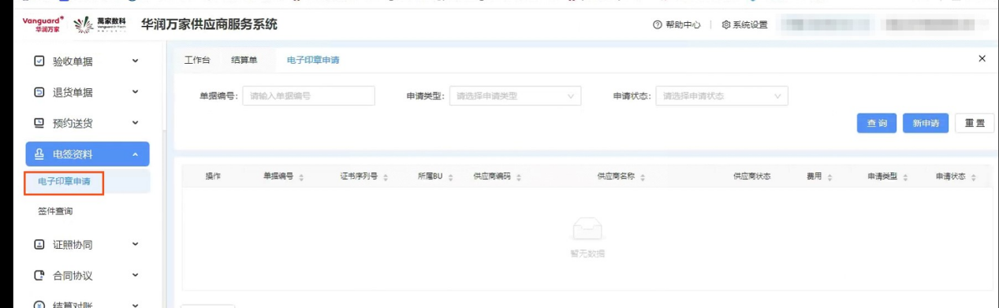 Vanguard 华润万家 萬家数科 华润万家供应商服务系统 帮助中心 系统设置
验收单据
退货单据
预约送货
电签资料
电子印章申请
签件查询
证照协同
合同协议
结算对账
工作台 结算单 电子印章申请
单据编号: 请输入单据编号 申请类型: 请选择申请类型 申请状态: 请选择申请状态
查询 新申请 重置
操作 单据编号 证书序列号 所属BU 供应商编码 供应商名称 供应商状态 费用 申请类型 申请状态
暂无数据